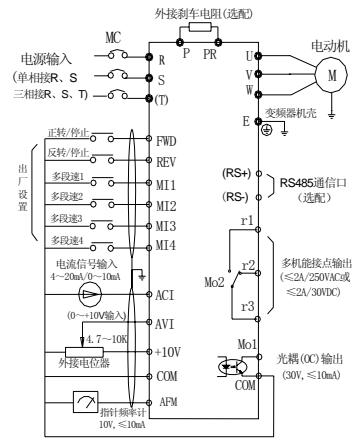 外接刹车电阻(选配)
MC
P PR
电源输入
(单相接R、S
三相接R、S、T)
R
S
(T)
U
V
W
E
电动机
M
变频器机壳
正转/停止
FWD
反转/停止
REV
多段速1
MI1
多段速2
MI2
多段速3
MI3
多段速4
MI4
出厂设置
(RS+)
(RS-)
RS485通信口
(选配)
r1
r2
r3
Mo2
多机能接点输出
(≤2A/250VAC或
≤2A/30VDC)
电流信号输入
4～20mA/0～10mA
ACI
(0～+10V输入)
AVI
4.7～10K
+10V
外接电位器
COM
AFM
指针频率计
10V,≤10mA
Mo1
COM
光耦(OC)输出
(30V,≤10mA)